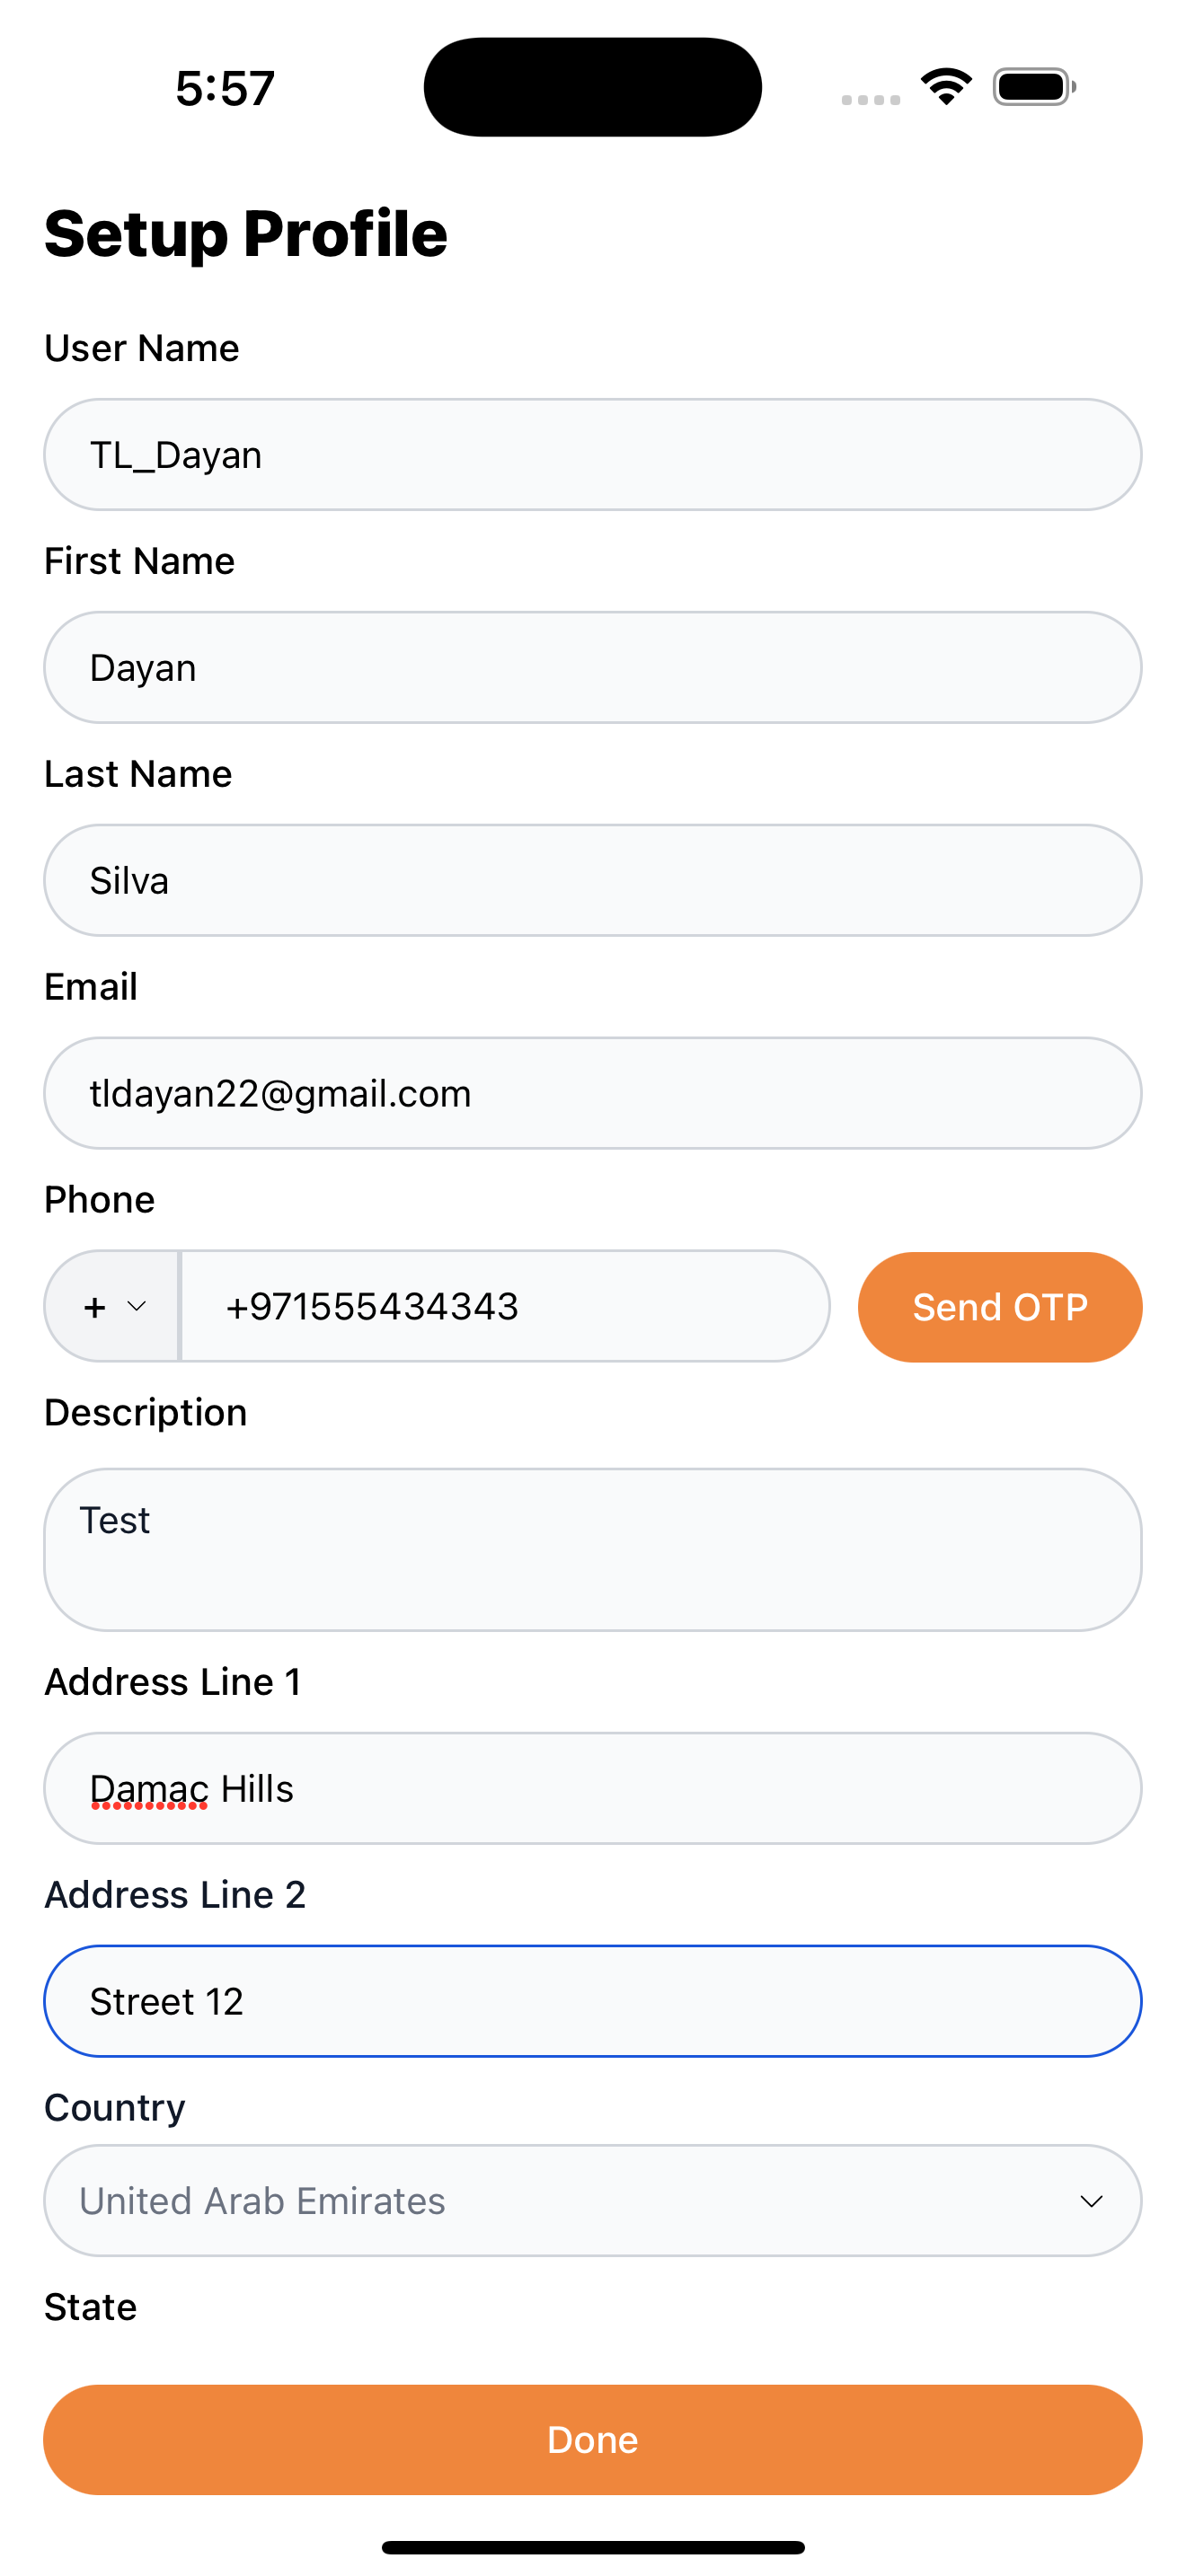 5:57
Setup Profile
User Name
TL_Dayan
First Name
Dayan
Last Name
Silva
Email
tldayan22@gmail.com
Phone
+ +971555434343 Send OTP
Description
Test
Address Line 1
Damac Hills
Address Line 2
Street 12
Country
United Arab Emirates
State
Done